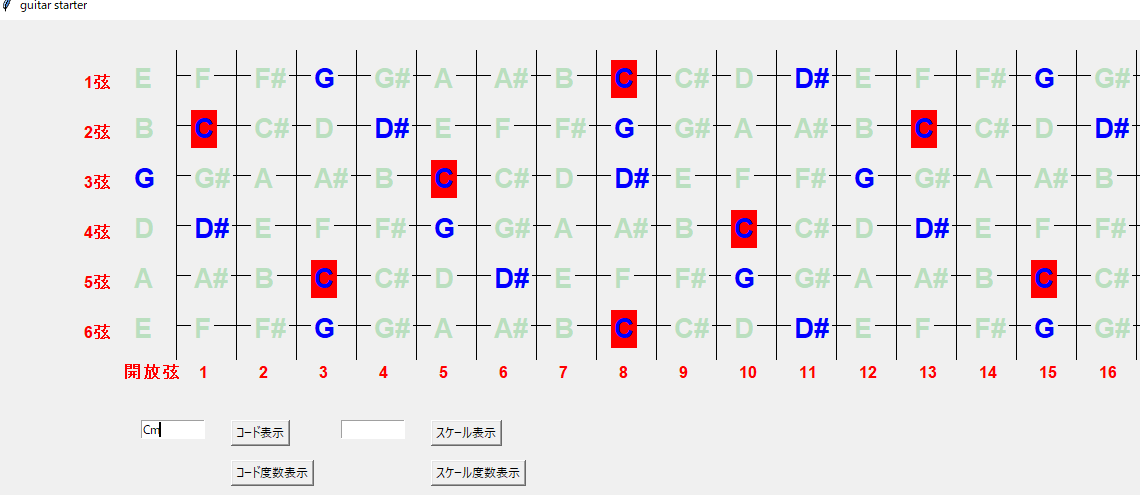 guitar starter
1弦 E F F# G G# A A# B C C# D D# E F F# G G#
2弦 B C C# D D# E F F# G G# A A# B C C# D D#
3弦 G G# A A# B C C# D D# E F F# G G# A A# B
4弦 D D# E F F# G G# A A# B C C# D D# E F F#
5弦 A A# B C C# D D# E F F# G G# A A# B C C#
6弦 E F F# G G# A A# B C C# D D# E F F# G G#
開放弦 1 2 3 4 5 6 7 8 9 10 11 12 13 14 15 16
Cm コード表示 スケール表示
コード度数表示 スケール度数表示